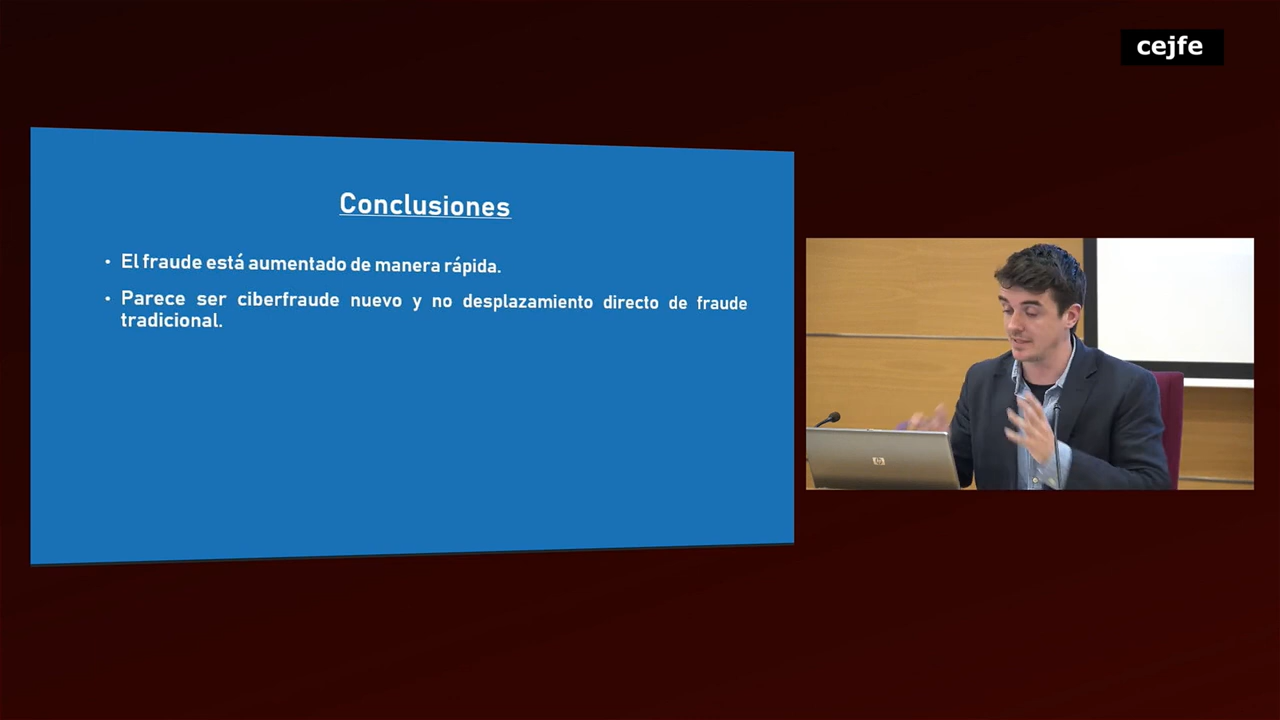 cejfe
Conclusiones
• El fraude está aumentado de manera rápida.
• Parece ser ciberfraude nuevo y no desplazamiento directo de fraude
tradicional.
hp